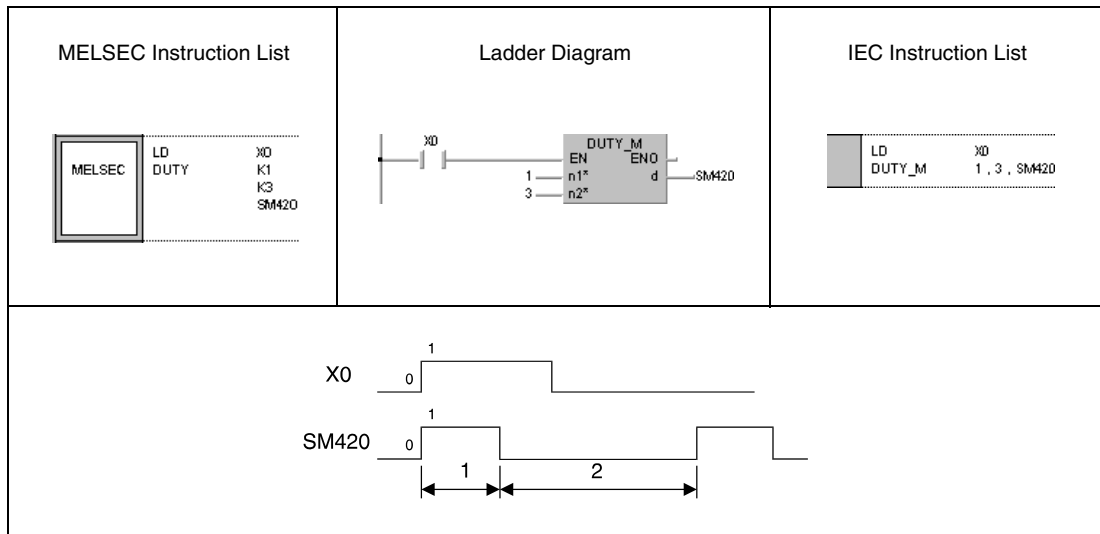 MELSEC Instruction List
MELSEC
LD X0
DUTY K1
K3
SM420
Ladder Diagram
X0
DUTY_M
EN ENO
1 n1* d SM420
3 n2*
IEC Instruction List
LD X0
DUTY_M 1 , 3 , SM420
1
X0 0
1
SM420 0
1 2